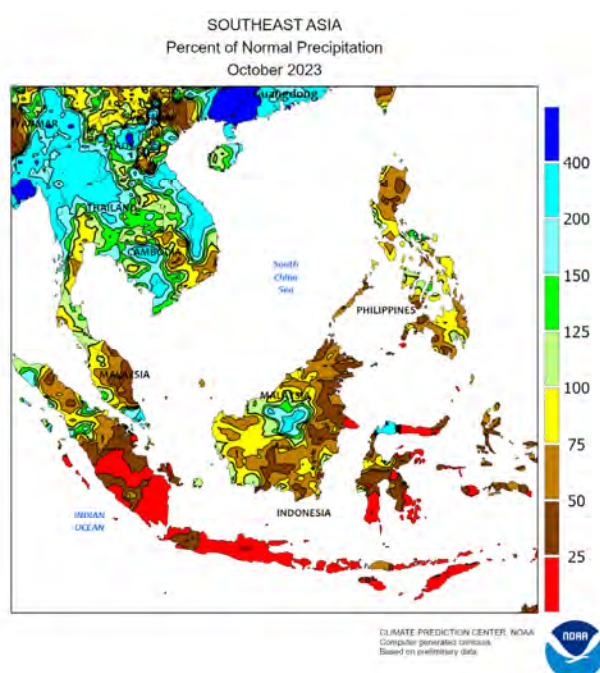 SOUTHEAST ASIA
Percent of Normal Precipitation
October 2023
Guangdong
THAILAND
CAMBODIA
South
China
Sea
PHILIPPINES
MALAYSIA
MALAYSIA
INDONESIA
INDIAN
OCEAN
400
200
150
125
100
75
50
25
CLIMATE PREDICTION CENTER, NOAA
Computer generated contours
Based on preliminary data
NOAA